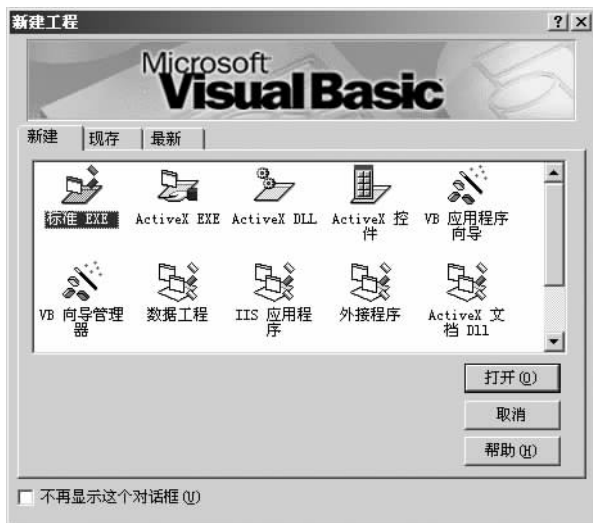 新建工程
Microsoft
Visual Basic
新建 现存 最新
标准 EXE ActiveX EXE ActiveX DLL ActiveX 控件 VB 应用程序向导
VB 向导管理器 数据工程 IIS 应用程序 外接程序 ActiveX 文档 Dll
打开(O)
取消
帮助(H)
不再显示这个对话框(U)